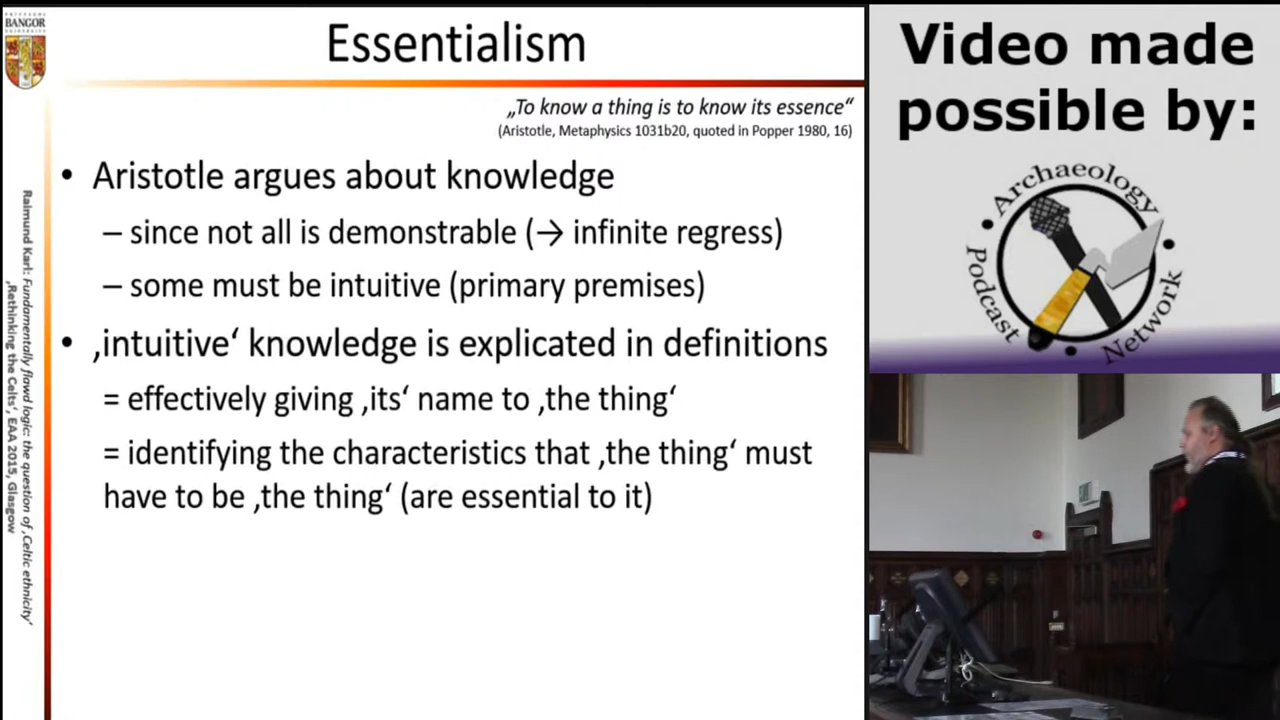 BANGOR
Essentialism
„To know a thing is to know its essence“
(Aristotle, Metaphysics 1031b20, quoted in Popper 1980, 16)
• Aristotle argues about knowledge
– since not all is demonstrable (→ infinite regress)
– some must be intuitive (primary premises)
• ‚intuitive‘ knowledge is explicated in definitions
= effectively giving ‚its‘ name to ‚the thing‘
= identifying the characteristics that ‚the thing‘ must
have to be ‚the thing‘ (are essential to it)
Raimund Karl: Fundamentally flawd logic: the question of ‚Celtic ethnicity‘
‚Rethinking the Celts‘, EAA 2015, Glasgow
Video made
possible by:
Archaeology
Podcast
Network